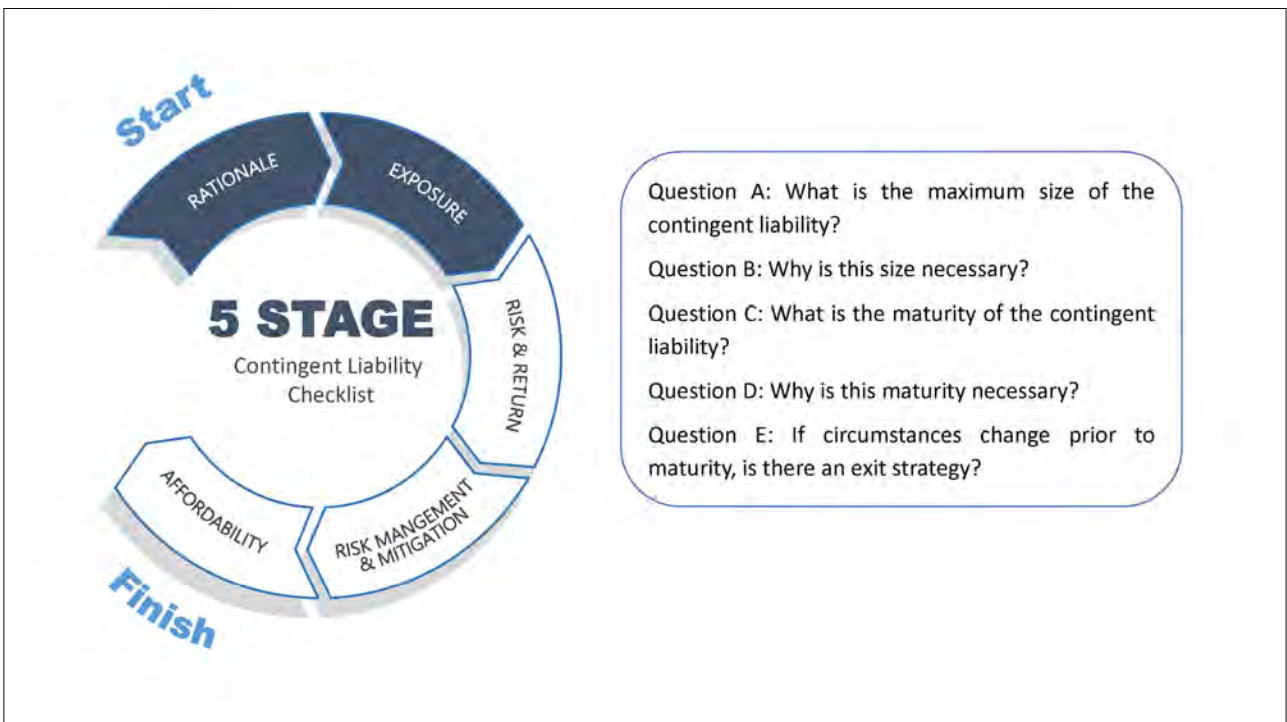 Start
RATIONALE
EXPOSURE
RISK & RETURN
RISK MANGEMENT
& MITIGATION
AFFORDABILITY
Finish
5 STAGE
Contingent Liability
Checklist
Question A: What is the maximum size of the
contingent liability?
Question B: Why is this size necessary?
Question C: What is the maturity of the contingent
liability?
Question D: Why is this maturity necessary?
Question E: If circumstances change prior to
maturity, is there an exit strategy?